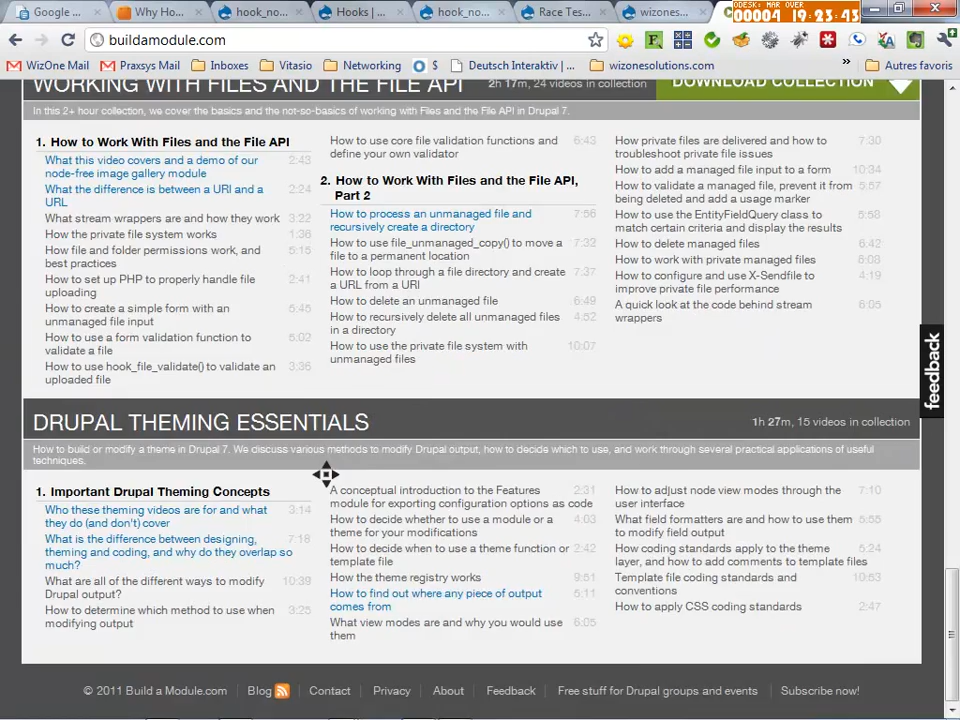 Google ...
Why Ho...
hook_no...
Hooks | ...
hook_no...
Race Tes...
wizones...
ODESK: MAR OVER
00004 19:23:43
buildamodule.com
WizOne Mail
Praxsys Mail
Inboxes
Vitasio
Networking
$
Deutsch Interaktiv /...
wizonesolutions.com
»
Autres favoris
WORKING WITH FILES AND THE FILE API
2h 17m, 24 videos in collection
DOWNLOAD COLLECTION
In this 2+ hour collection, we cover the basics and the not-so-basics of working with Files and the File API in Drupal 7.
1. How to Work With Files and the File API
What this video covers and a demo of our 2:43
node-free image gallery module
What the difference is between a URI and a 2:24
URL
What stream wrappers are and how they work 3:22
How the private file system works 1:36
How file and folder permissions work, and 5:15
best practices
How to set up PHP to properly handle file 2:41
uploading
How to create a simple form with an 5:45
unmanaged file input
How to use a form validation function to 6:02
validate a file
How to use hook_file_validate() to validate an 3:36
uploaded file
How to use core file validation functions and 6:43
define your own validator
2. How to Work With Files and the File API,
Part 2
How to process an unmanaged file and 7:56
recursively create a directory
How to use file_unmanaged_copy() to move a 7:32
file to a permanent location
How to loop through a file directory and create 7:37
a URL from a URI
How to delete an unmanaged file 6:49
How to recursively delete all unmanaged files 4:52
in a directory
How to use the private file system with 10:07
unmanaged files
How private files are delivered and how to 7:30
troubleshoot private file issues
How to add a managed file input to a form 10:34
How to validate a managed file, prevent it from 5:57
being deleted and add a usage marker
How to use the EntityFieldQuery class to 5:58
match certain criteria and display the results
How to delete managed files 6:42
How to work with private managed files 8:08
How to configure and use X-Sendfile to 4:19
improve private file performance
A quick look at the code behind stream 6:05
wrappers
feedback
DRUPAL THEMING ESSENTIALS
1h 27m, 15 videos in collection
How to build or modify a theme in Drupal 7. We discuss various methods to modify Drupal output, how to decide which to use, and work through several practical applications of useful
techniques.
1. Important Drupal Theming Concepts
Who these theming videos are for and what 3:14
they do (and don't) cover
What is the difference between designing, 7:18
theming and coding, and why do they overlap so
much?
What are all of the different ways to modify 10:39
Drupal output?
How to determine which method to use when 3:25
modifying output
A conceptual introduction to the Features 2:31
module for exporting configuration options as code
How to decide whether to use a module or a 4:03
theme for your modifications
How to decide when to use a theme function or 2:42
template file
How the theme registry works 9:51
How to find out where any piece of output 5:11
comes from
What view modes are and why you would use 6:05
them
How to adjust node view modes through the 7:10
user interface
What field formatters are and how to use them 5:55
to modify field output
How coding standards apply to the theme 5:24
layer, and how to add comments to template files
Template file coding standards and 10:53
conventions
How to apply CSS coding standards 2:47
© 2011 Build a Module.com
Blog
Contact
Privacy
About
Feedback
Free stuff for Drupal groups and events
Subscribe now!